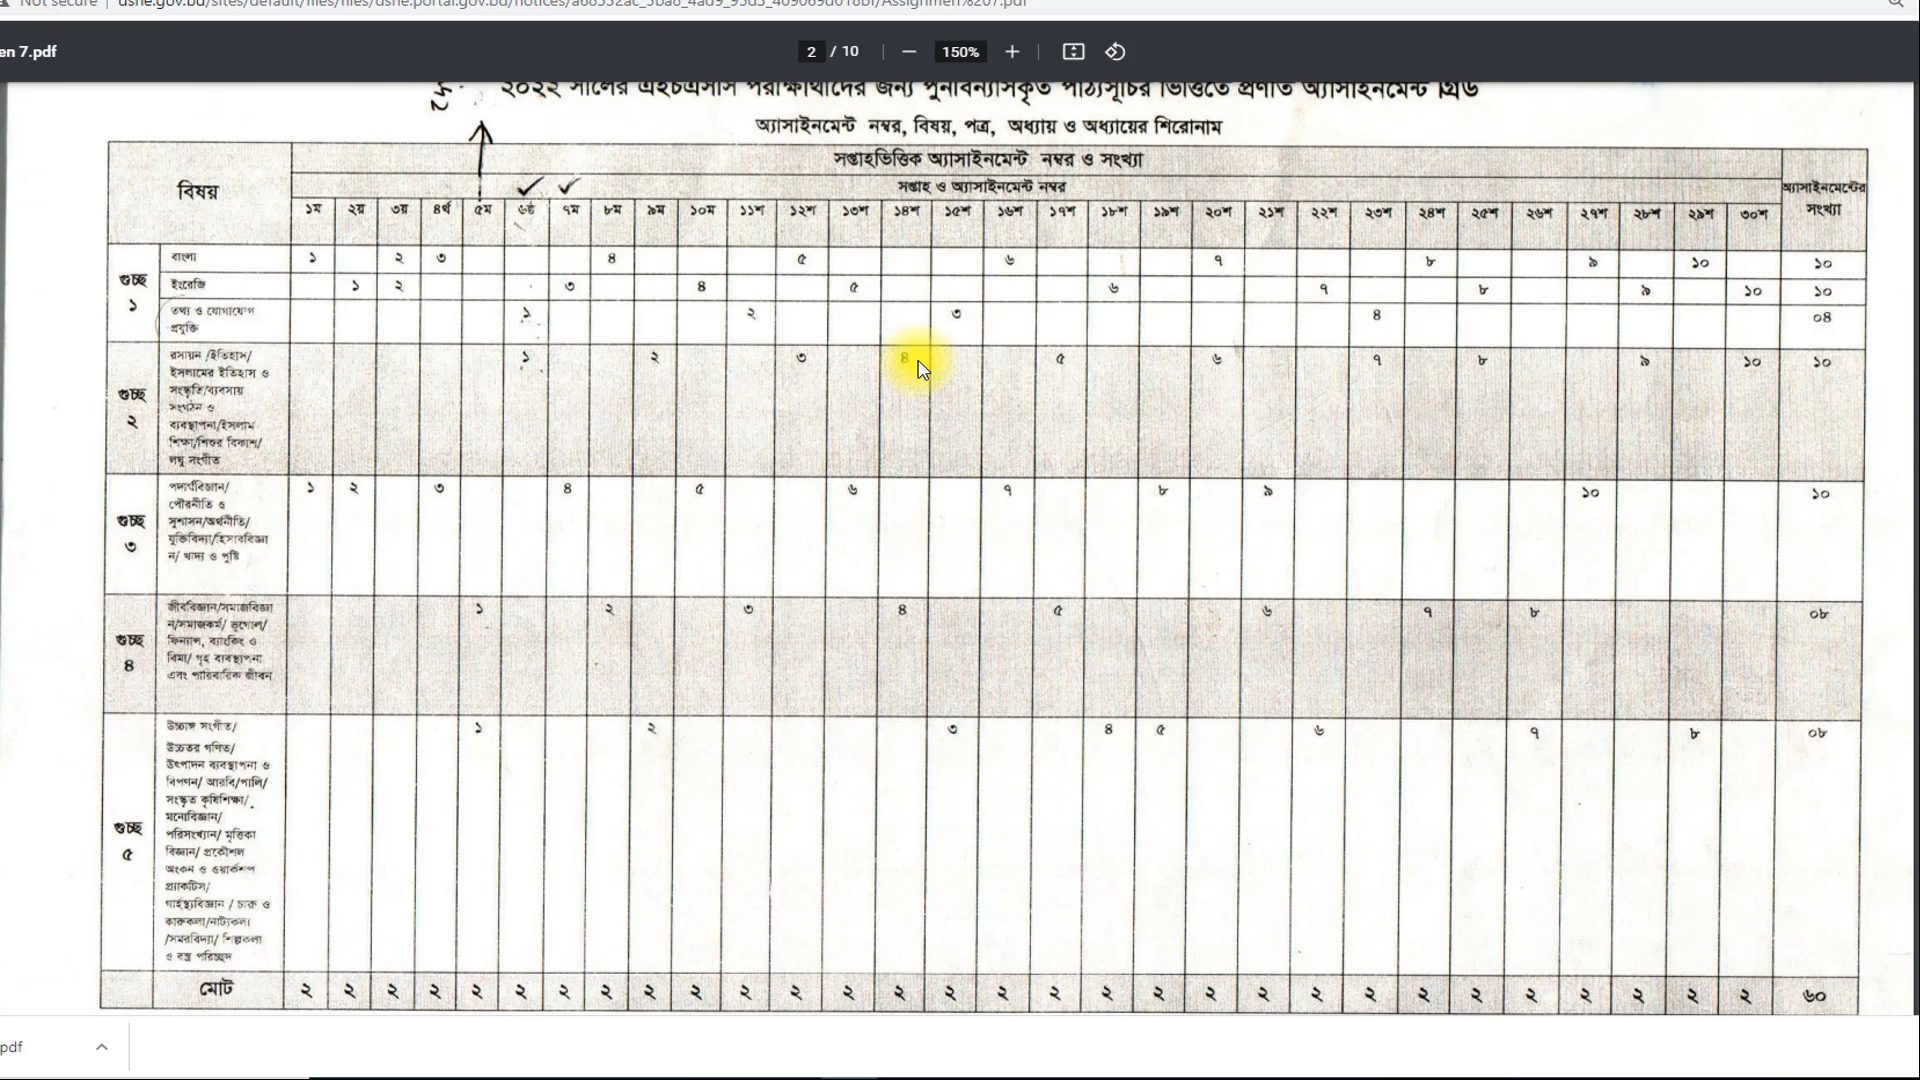 Not secure | dshe.gov.bd/sites/default/files/files/dshe.portal.gov.bd/notices/
en 7.pdf
2 / 10 — 150% +
২০২২ সালের এইচএসসি পরীক্ষার্থীদের জন্য পুনর্বিন্যাসকৃত পাঠ্যসূচির ভিত্তিতে প্রণীত অ্যাসাইনমেন্ট গ্রিড
অ্যাসাইনমেন্ট নম্বর, বিষয়, পত্র, অধ্যায় ও অধ্যায়ের শিরোনাম
বিষয়
সপ্তাহভিত্তিক অ্যাসাইনমেন্ট নম্বর ও সংখ্যা
সপ্তাহ ও অ্যাসাইনমেন্ট নম্বর
অ্যাসাইনমেন্টের
সংখ্যা
১ম ২য় ৩য় ৪র্থ ৫ম ৬ষ্ঠ ৭ম ৮ম ৯ম ১০ম ১১শ ১২শ ১৩শ ১৪শ ১৫শ ১৬শ ১৭শ ১৮শ ১৯শ ২০শ ২১শ ২২শ ২৩শ ২৪শ ২৫শ ২৬শ ২৭শ ২৮শ ২৯শ ৩০শ
গুচ্ছ
১
বাংলা ১ ২ ৩ ৪ ৫ ৬ ৭ ৮ ৯ ১০ ১০
ইংরেজি ১ ২ ৩ ৪ ৫ ৬ ৭ ৮ ৯ ১০ ১০
তথ্য ও যোগাযোগ ১ ২ ৩ ৪ ০৪
প্রযুক্তি
গুচ্ছ
২
রসায়ন /ইতিহাস/ ১ ২ ৩ ৪ ৫ ৬ ৭ ৮ ৯ ১০ ১০
ইসলামের ইতিহাস ও
সংস্কৃতি/ব্যবসায়
সংগঠন ও
ব্যবস্থাপনা/ইসলাম
শিক্ষা/শিশুর বিকাশ/
লঘু সংগীত
গুচ্ছ
৩
পদার্থবিজ্ঞান/ ১ ২ ৩ ৪ ৫ ৬ ৭ ৮ ৯ ১০ ১০
পৌরনীতি ও
সুশাসন/অর্থনীতি/
যুক্তিবিদ্যা/হিসাববিজ্ঞা
ন/ খাদ্য ও পুষ্টি
গুচ্ছ
৪
জীববিজ্ঞান/সমাজবিজ্ঞা ১ ২ ৩ ৪ ৫ ৬ ৭ ৮ ০৮
ন/সমাজকর্ম/ ভূগোল/
ফিন্যান্স, ব্যাংকিং ও
বিমা/ গৃহ ব্যবস্থাপনা
এবং পারিবারিক জীবন
গুচ্ছ
৫
উচ্চাঙ্গ সংগীত/ ১ ২ ৩ ৪ ৫ ৬ ৭ ৮ ০৮
উচ্চতর গণিত/
উৎপাদন ব্যবস্থাপনা ও
বিপণন/ আরবি/পালি/
সংস্কৃত কৃষিশিক্ষা/
মনোবিজ্ঞান/
পরিসংখ্যান/ মৃত্তিকা
বিজ্ঞান/ প্রকৌশল
অংকন ও ওয়ার্কশপ
প্র্যাকটিস/
গার্হস্থ্যবিজ্ঞান / চারু ও
কারুকলা/নাট্যকলা
/সমরবিদ্যা/ শিল্পকলা
ও বস্ত্র পরিচ্ছদ
মোট ২ ২ ২ ২ ২ ২ ২ ২ ২ ২ ২ ২ ২ ২ ২ ২ ২ ২ ২ ২ ২ ২ ২ ২ ২ ২ ২ ২ ২ ২ ৬০
pdf